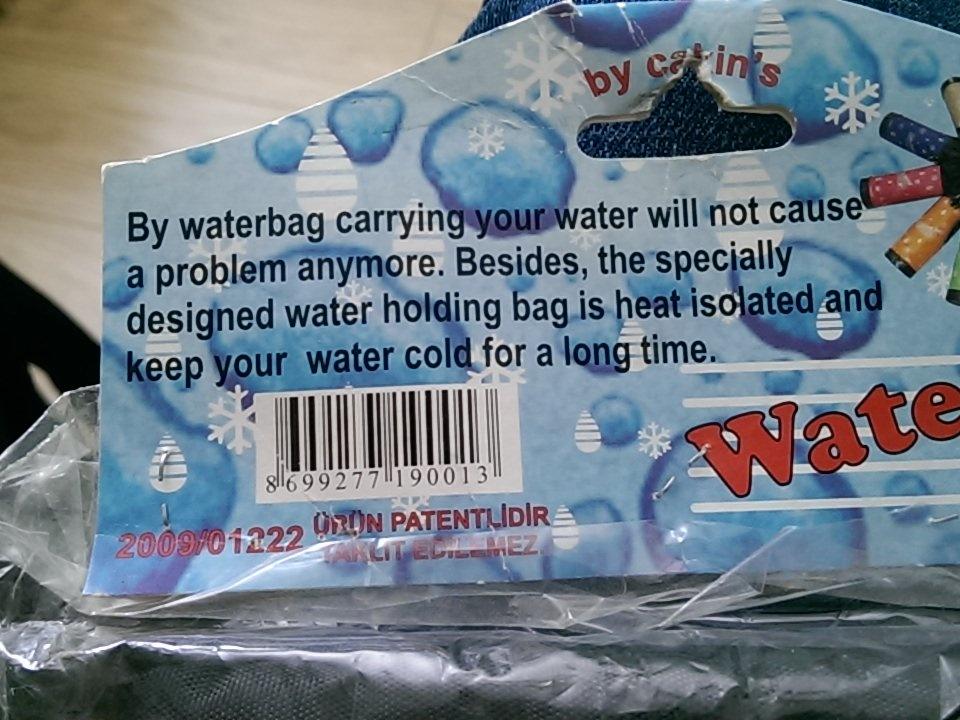 by cakin's
By waterbag carrying your water will not cause
a problem anymore. Besides, the specially
designed water holding bag is heat isolated and
keep your water cold for a long time.
Wate
8 699277 190013
2009/01222 ÜRÜN PATENTLİDİR
TAKLİT EDİLEMEZ